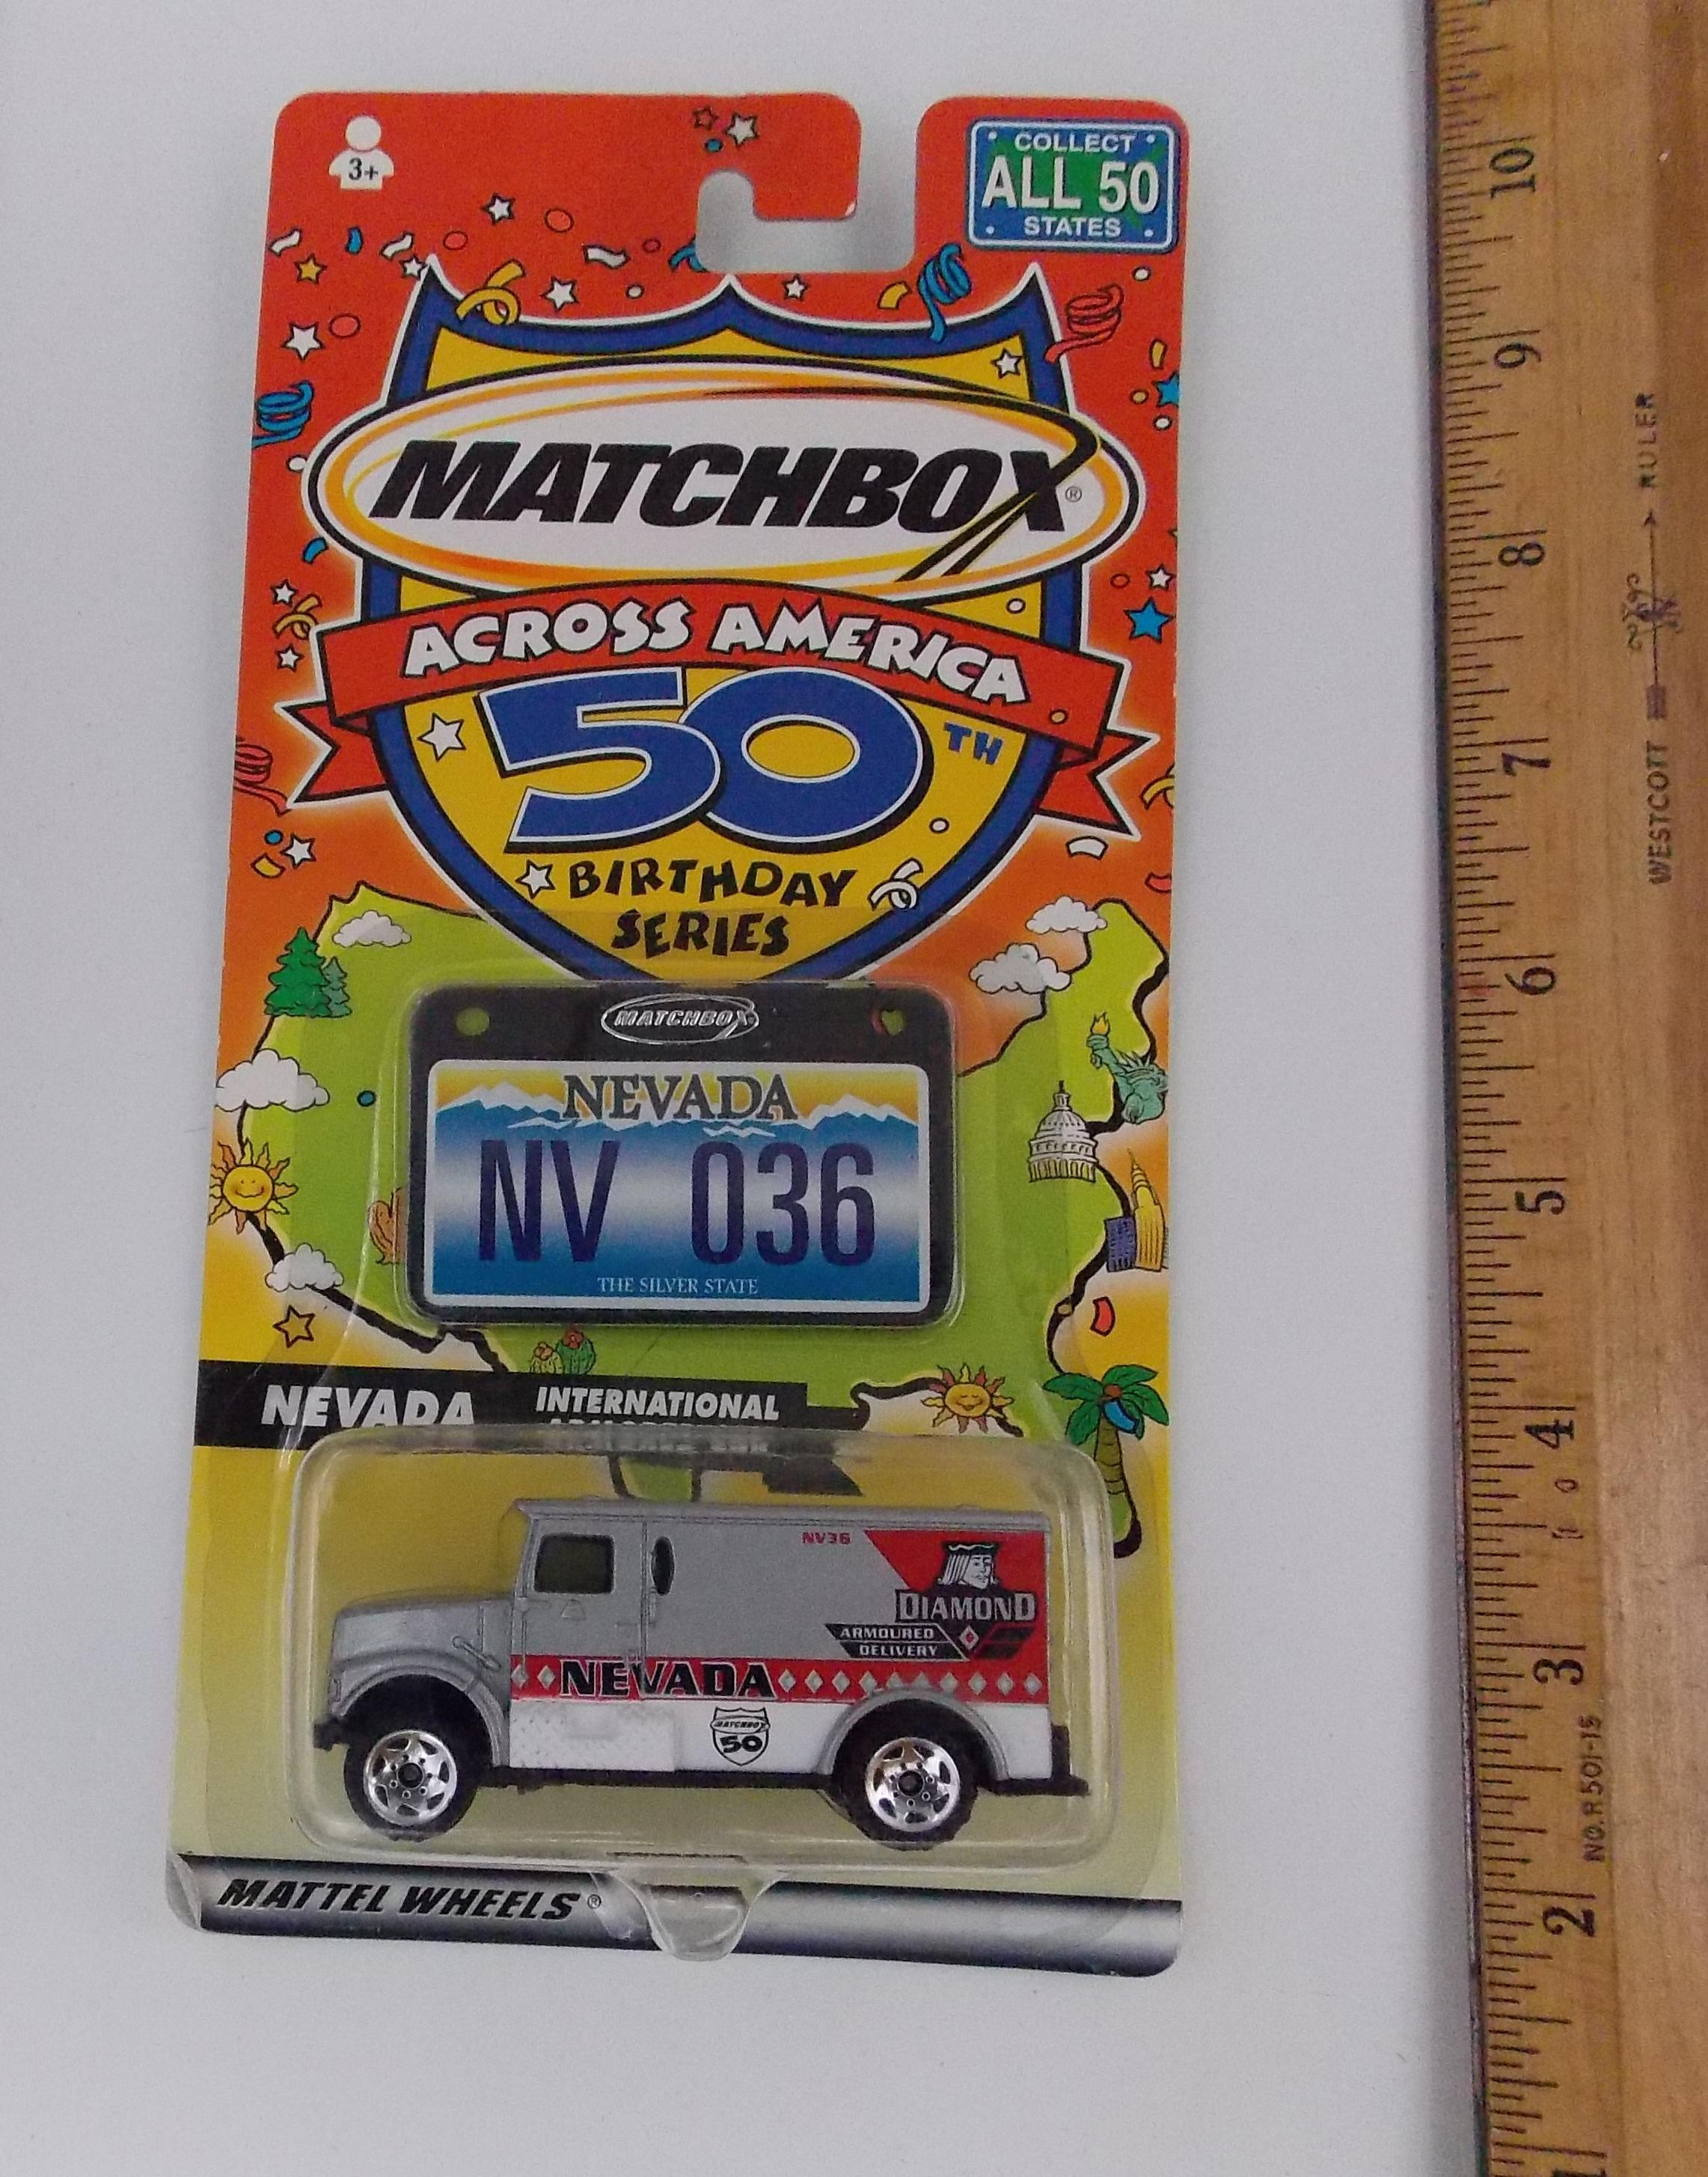 3+
COLLECT
ALL 50
STATES
MATCHBOX®
ACROSS AMERICA
50TH
BIRTHDAY
SERIES
MATCHBOX
NEVADA
NV 036
THE SILVER STATE
NEVADA
INTERNATIONAL
NV36
DIAMOND
ARMOURED
DELIVERY
NEVADA
MATCHBOX
50
MATTEL WHEELS®
10
9
8
7
6
5
4
3
2
RULER
WESTCOTT
NO.R501-15